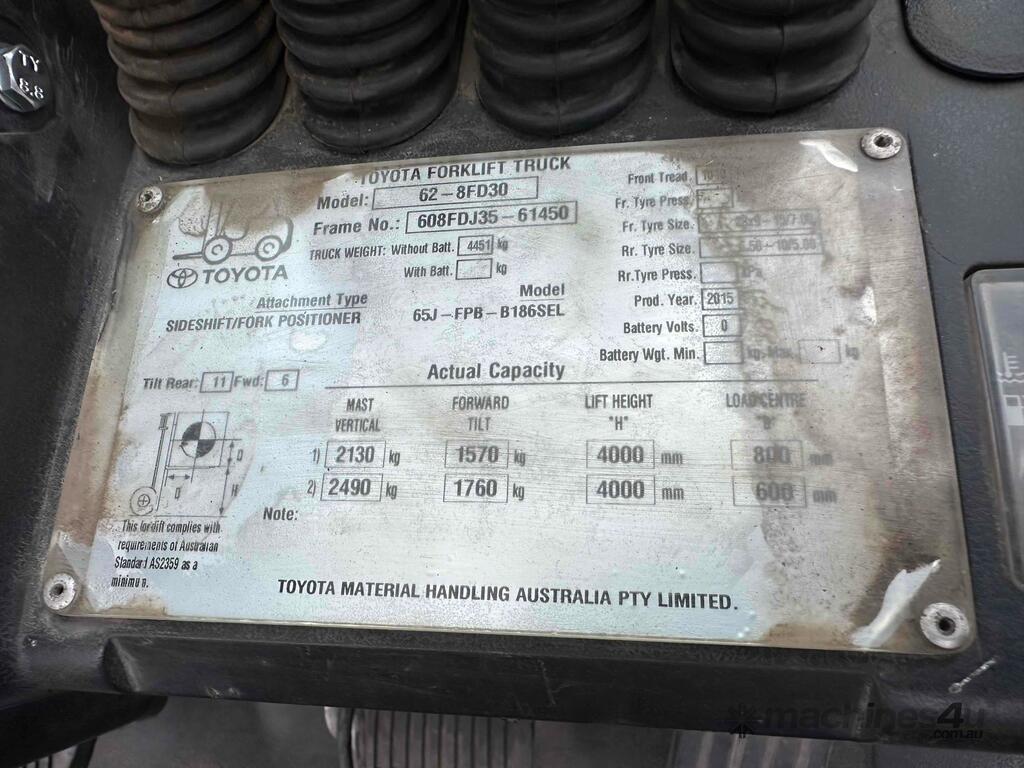 TY
8.8
TOYOTA FORKLIFT TRUCK
Model: 62-8FD30
Frame No.: 608FDJ35-61450
TRUCK WEIGHT: Without Batt. 4451 kg
With Batt. kg
TOYOTA
Attachment Type Model
SIDESHIFT/FORK POSITIONER 65J-FPB-B186SEL
Front Tread.
Fr. Tyre Press.
Fr. Tyre Size.
Rr. Tyre Size.
Rr. Tyre Press. kPa
Prod. Year. 2015
Battery Volts. 0
Battery Wgt. Min. kg. Max. kg
Actual Capacity
Tilt Rear: 11 Fwd: 6
MAST VERTICAL FORWARD TILT LIFT HEIGHT "H" LOAD CENTRE "D"
1) 2130 kg 1570 kg 4000 mm 800 mm
2) 2490 kg 1760 kg 4000 mm 600 mm
D
D
H
Note:
This forklift complies with
requirements of Australian
Standard AS2359 as a
minimum.
TOYOTA MATERIAL HANDLING AUSTRALIA PTY LIMITED.
machines4u
.com.au